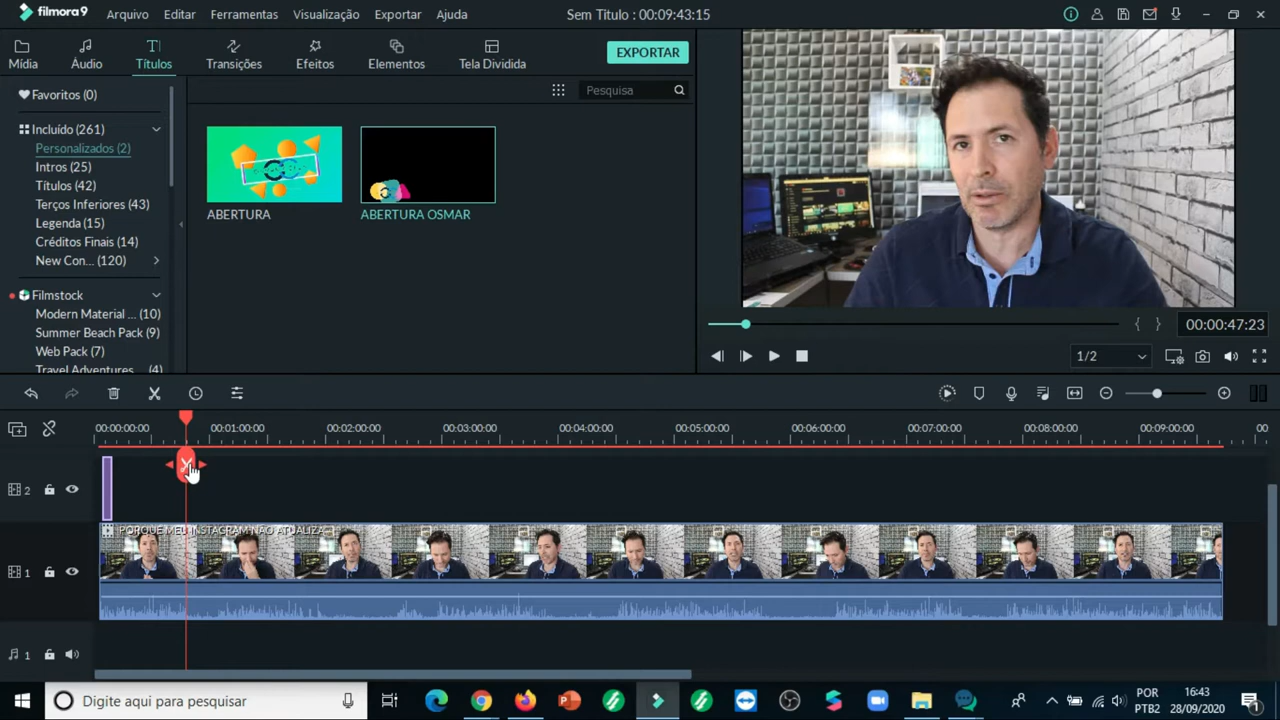 filmora9 Arquivo Editar Ferramentas Visualização Exportar Ajuda Sem Titulo : 00:09:43:15
Mídia Áudio Títulos Transições Efeitos Elementos Tela Dividida EXPORTAR
Favoritos (0)
Pesquisa
Incluído (261)
Personalizados (2)
Intros (25)
Títulos (42)
Terços Inferiores (43)
Legenda (15)
Créditos Finais (14)
New Con... (120)
ABERTURA
ABERTURA OSMAR
Filmstock
Modern Material ... (10)
Summer Beach Pack (9)
Web Pack (7)
Travel Adventures (4)
{ } 00:00:47:23
1/2
00:00:00:00 00:01:00:00 00:02:00:00 00:03:00:00 00:04:00:00 00:05:00:00 00:06:00:00 00:07:00:00 00:08:00:00 00:09:00:00 00
2
PORQUE MEU INSTAGRAM NÃO ATUALIZA
1
1
Digite aqui para pesquisar
POR
PTB2
16:43
28/09/2020
1